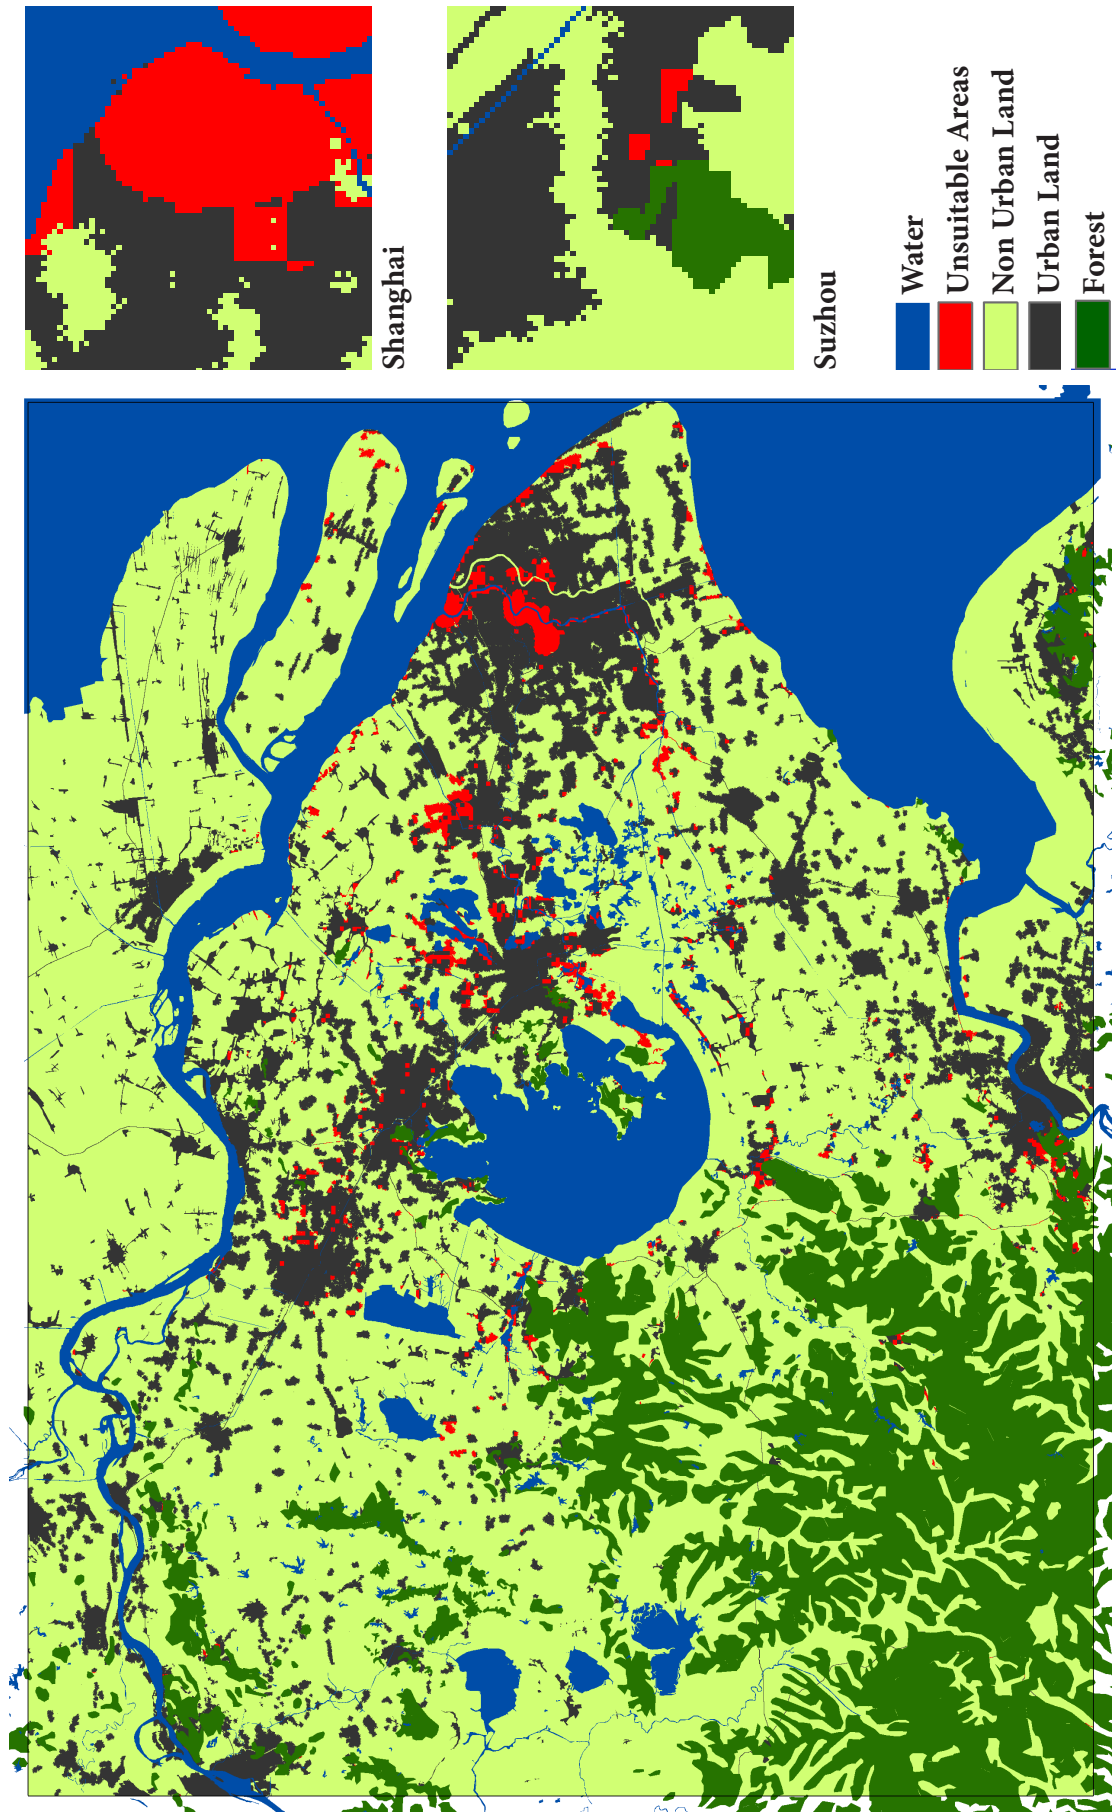 Shanghai
Suzhou
Water
Unsuitable Areas
Non Urban Land
Urban Land
Forest